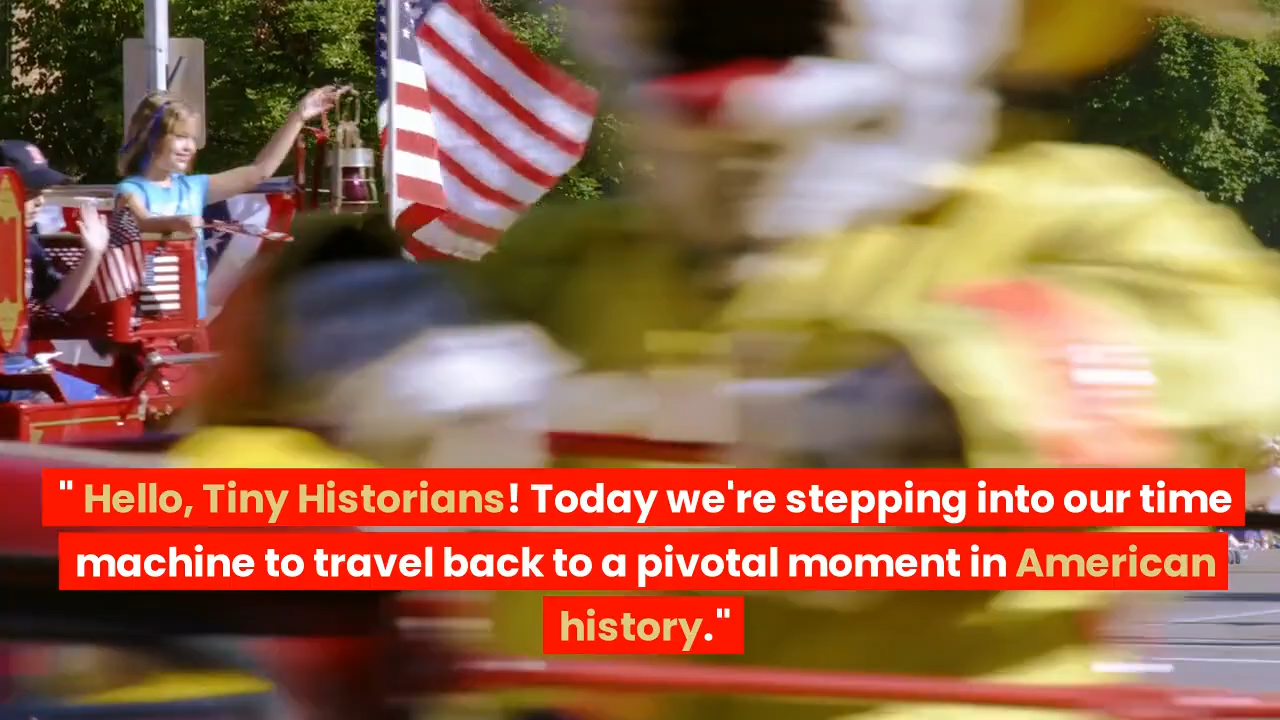 " Hello, Tiny Historians! Today we're stepping into our time
machine to travel back to a pivotal moment in American
history."